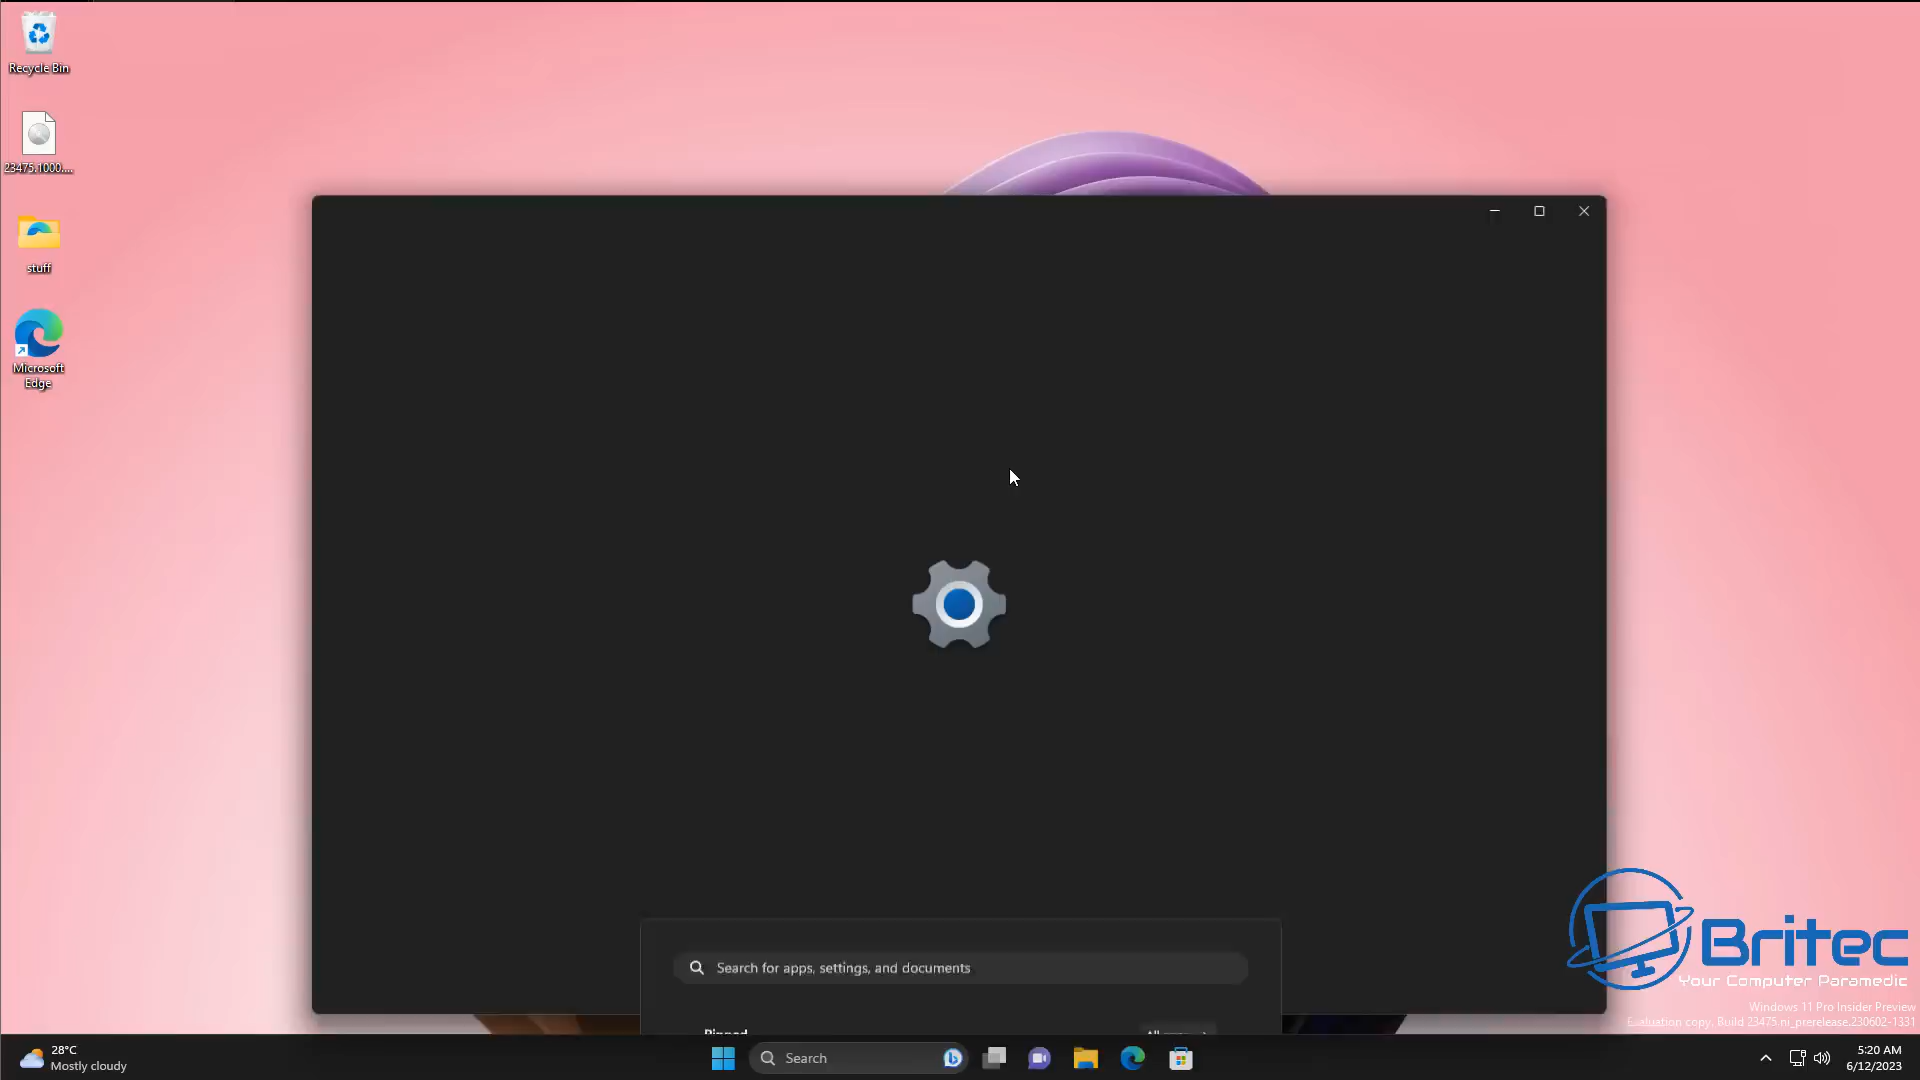 Recycle Bin
23475.1000....
stuff
Microsoft
Edge
Search for apps, settings, and documents
Pinned
All
Britec
Your Computer Paramedic
Windows 11 Pro Insider Preview
Evaluation copy. Build 23475.ni_prerelease.230602-1331
28°C
Mostly cloudy
Search
5:20 AM
6/12/2023